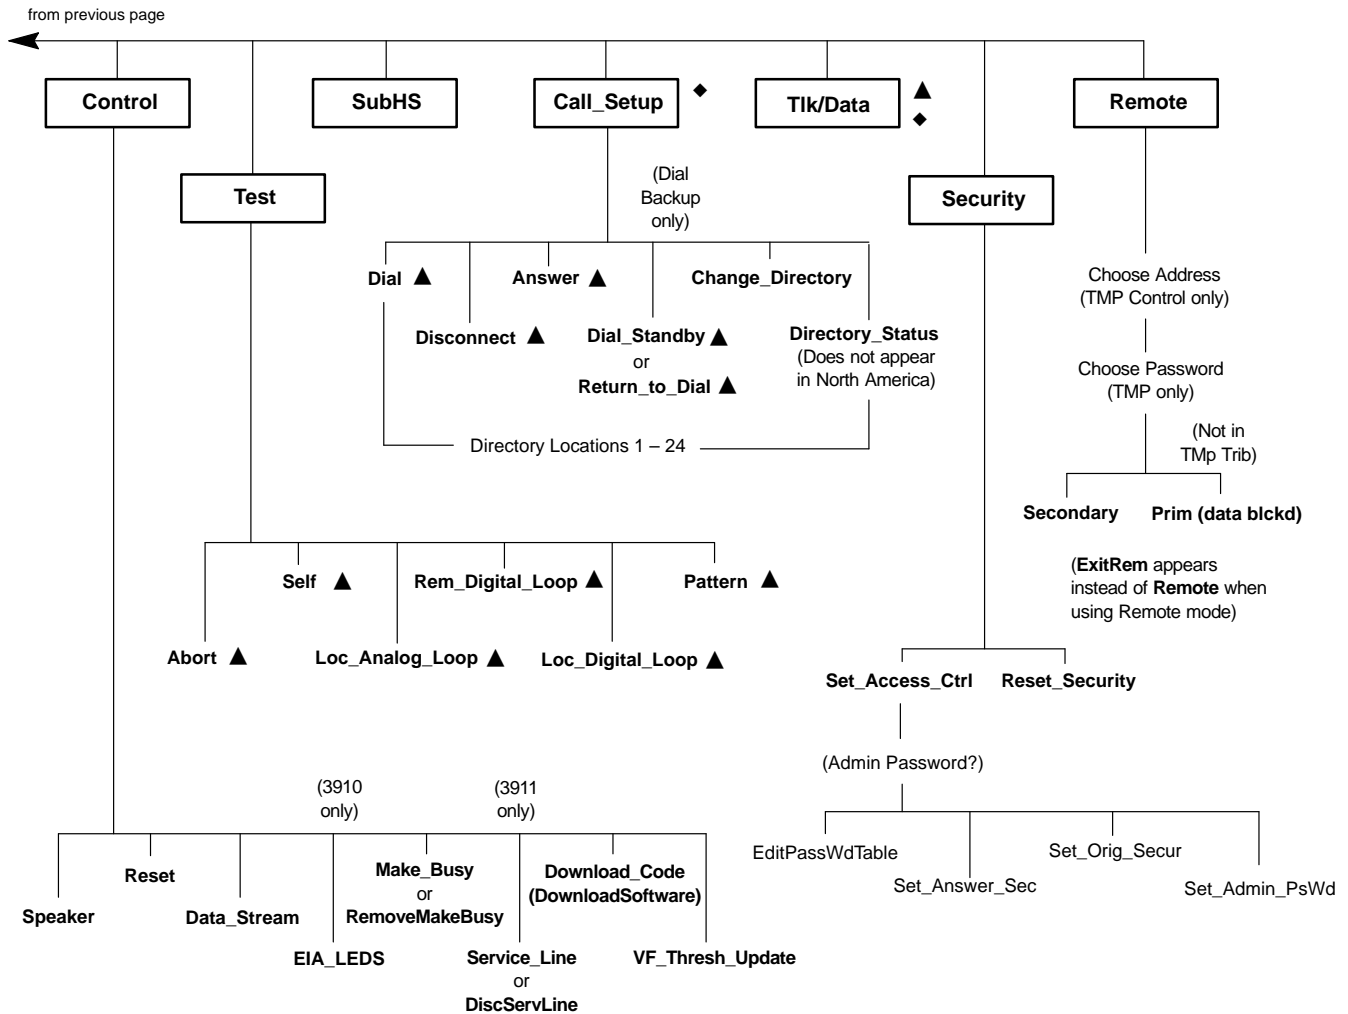 from previous page
Control
SubHS
Call_Setup
Tlk/Data
Remote
Test
Security
(Dial
Backup
only)
Dial
Disconnect
Answer
Dial_Standby
or
Return_to_Dial
Change_Directory
Directory_Status
(Does not appear
in North America)
Directory Locations 1 – 24
Choose Address
(TMP Control only)
Choose Password
(TMP only)
(Not in
TMp Trib)
Secondary
Prim (data blckd)
(ExitRem appears
instead of Remote when
using Remote mode)
Abort
Self
Loc_Analog_Loop
Rem_Digital_Loop
Loc_Digital_Loop
Pattern
Set_Access_Ctrl
Reset_Security
(Admin Password?)
EditPassWdTable
Set_Answer_Sec
Set_Orig_Secur
Set_Admin_PsWd
(3910
only)
(3911
only)
Speaker
Reset
Data_Stream
EIA_LEDS
Make_Busy
or
RemoveMakeBusy
Service_Line
or
DiscServLine
Download_Code
(DownloadSoftware)
VF_Thresh_Update